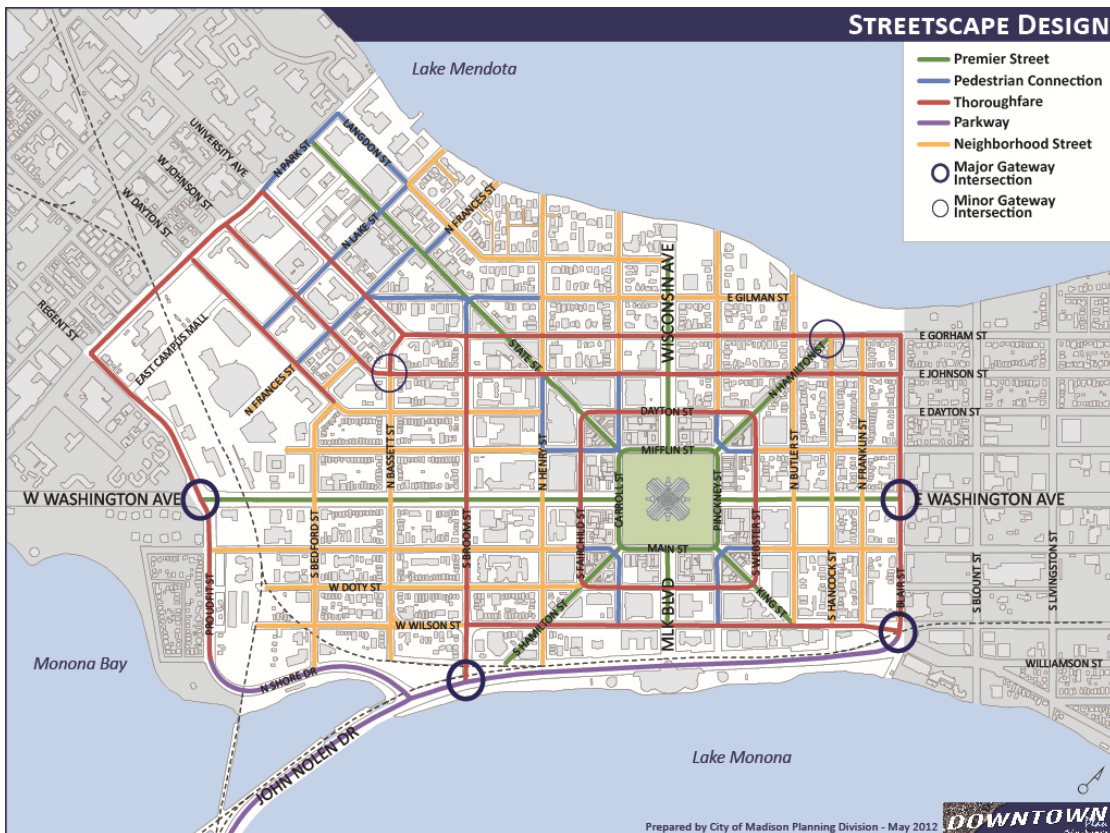 STREETSCAPE DESIGN
Premier Street
Pedestrian Connection
Thoroughfare
Parkway
Neighborhood Street
Major Gateway
Intersection
Minor Gateway
Intersection
Lake Mendota
UNIVERSITY AVE
W JOHNSON ST
W DAYTON ST
N PARK ST
LANGDON ST
N LAKE ST
N FRANCES ST
REGENT ST
EAST CAMPUS MALL
N FRANCES ST
STATE ST
WISCONSIN AVE
E GILMAN ST
N HAMILTON ST
E GORHAM ST
E JOHNSON ST
DAYTON ST
E DAYTON ST
MIFFLIN ST
N BASSETT ST
N HENRY ST
N BUTLER ST
N FRANKLIN ST
CARROLL ST
PINCKNEY ST
W WASHINGTON AVE
E WASHINGTON AVE
S BEDFORD ST
S BROOM ST
S FAIRCHILD ST
MAIN ST
S WEBSTER ST
S HANCOCK ST
S BLAIR ST
S BLOUNT ST
S LIVINGSTON ST
PROUDFIT ST
W DOTY ST
KING ST
W WILSON ST
S HAMILTON ST
MLK BLVD
WILLIAMSON ST
Monona Bay
N SHORE DR
JOHN NOLEN DR
Lake Monona
Prepared by City of Madison Planning Division - May 2012
DOWNTOWN
Plan